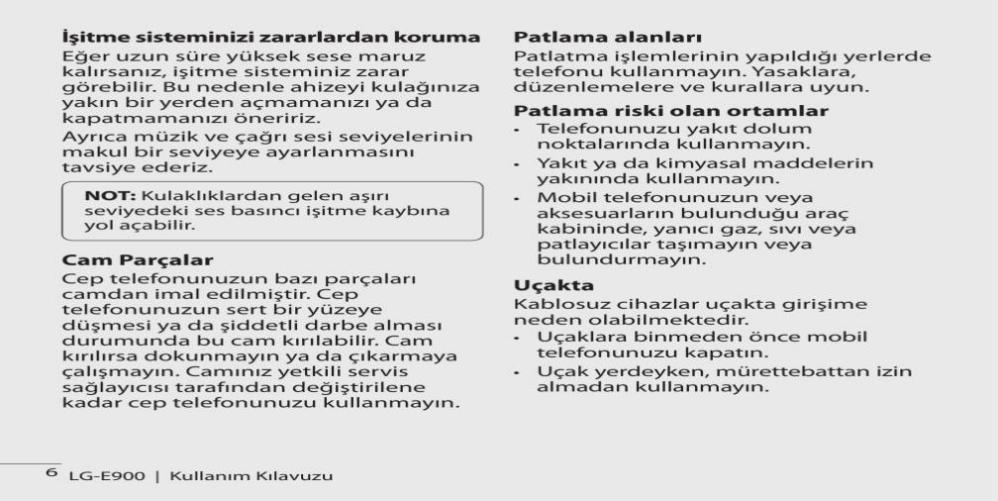 İşitme sisteminizi zararlardan koruma
Eğer uzun süre yüksek sese maruz
kalırsanız, işitme sisteminiz zarar
görebilir. Bu nedenle ahizeyi kulağınıza
yakın bir yerden açmamanızı ya da
kapatmamanızı öneririz.
Ayrıca müzik ve çağrı sesi seviyelerinin
makul bir seviyeye ayarlanmasını
tavsiye ederiz.
NOT: Kulaklıklardan gelen aşırı
seviyedeki ses basıncı işitme kaybına
yol açabilir.
Cam Parçalar
Cep telefonunuzun bazı parçaları
camdan imal edilmiştir. Cep
telefonunuzun sert bir yüzeye
düşmesi ya da şiddetli darbe alması
durumunda bu cam kırılabilir. Cam
kırılırsa dokunmayın ya da çıkarmaya
çalışmayın. Camınız yetkili servis
sağlayıcısı tarafından değiştirilene
kadar cep telefonunuzu kullanmayın.
Patlama alanları
Patlatma işlemlerinin yapıldığı yerlerde
telefonu kullanmayın. Yasaklara,
düzenlemelere ve kurallara uyun.
Patlama riski olan ortamlar
• Telefonunuzu yakıt dolum
noktalarında kullanmayın.
• Yakıt ya da kimyasal maddelerin
yakınında kullanmayın.
• Mobil telefonunuzun veya
aksesuarların bulunduğu araç
kabininde, yanıcı gaz, sıvı veya
patlayıcılar taşımayın veya
bulundurmayın.
Uçakta
Kablosuz cihazlar uçakta girişime
neden olabilmektedir.
• Uçaklara binmeden önce mobil
telefonunuzu kapatın.
• Uçak yerdeyken, mürettebattan izin
almadan kullanmayın.
6 LG-E900 | Kullanım Kılavuzu